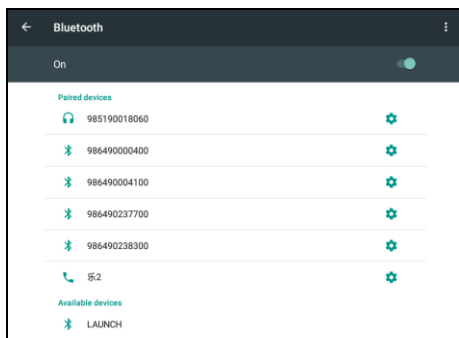 Bluetooth
On
Paired devices
985190018060
986490000400
986490004100
986490237700
986490238300
乐2
Available devices
LAUNCH